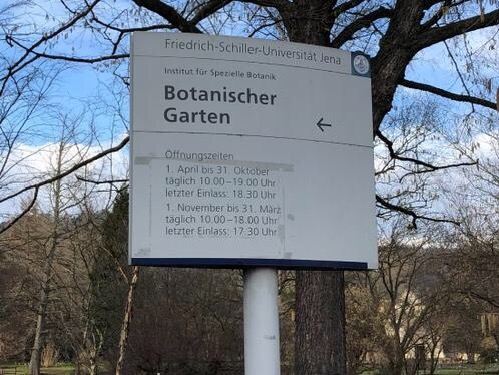 Friedrich-Schiller-Universität Jena
Institut für Spezielle Botanik
Botanischer
Garten
←
Öffnungszeiten
1. April bis 31. Oktober
täglich 10.00–19.00 Uhr
letzter Einlass: 18.30 Uhr
1. November bis 31. März
täglich 10.00–18.00 Uhr
letzter Einlass: 17.30 Uhr